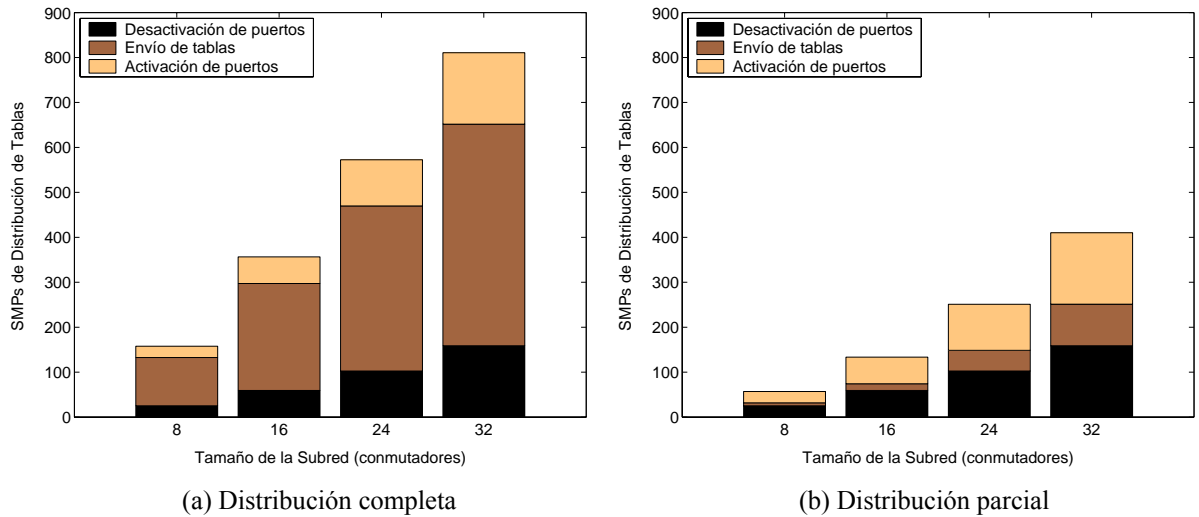 900
800
700
600
500
400
300
200
100
0
SMPs de Distribución de Tablas
Desactivación de puertos
Envío de tablas
Activación de puertos
8 16 24 32
Tamaño de la Subred (conmutadores)
(a) Distribución completa
900
800
700
600
500
400
300
200
100
0
SMPs de Distribución de Tablas
Desactivación de puertos
Envío de tablas
Activación de puertos
8 16 24 32
Tamaño de la Subred (conmutadores)
(b) Distribución parcial